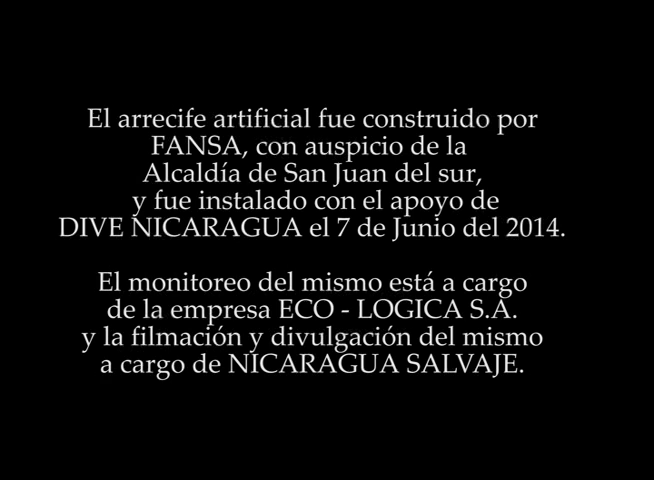 El arrecife artificial fue construido por
FANSA, con auspicio de la
Alcaldía de San Juan del sur,
y fue instalado con el apoyo de
DIVE NICARAGUA el 7 de Junio del 2014.
El monitoreo del mismo está a cargo
de la empresa ECO - LOGICA S.A.
y la filmación y divulgación del mismo
a cargo de NICARAGUA SALVAJE.